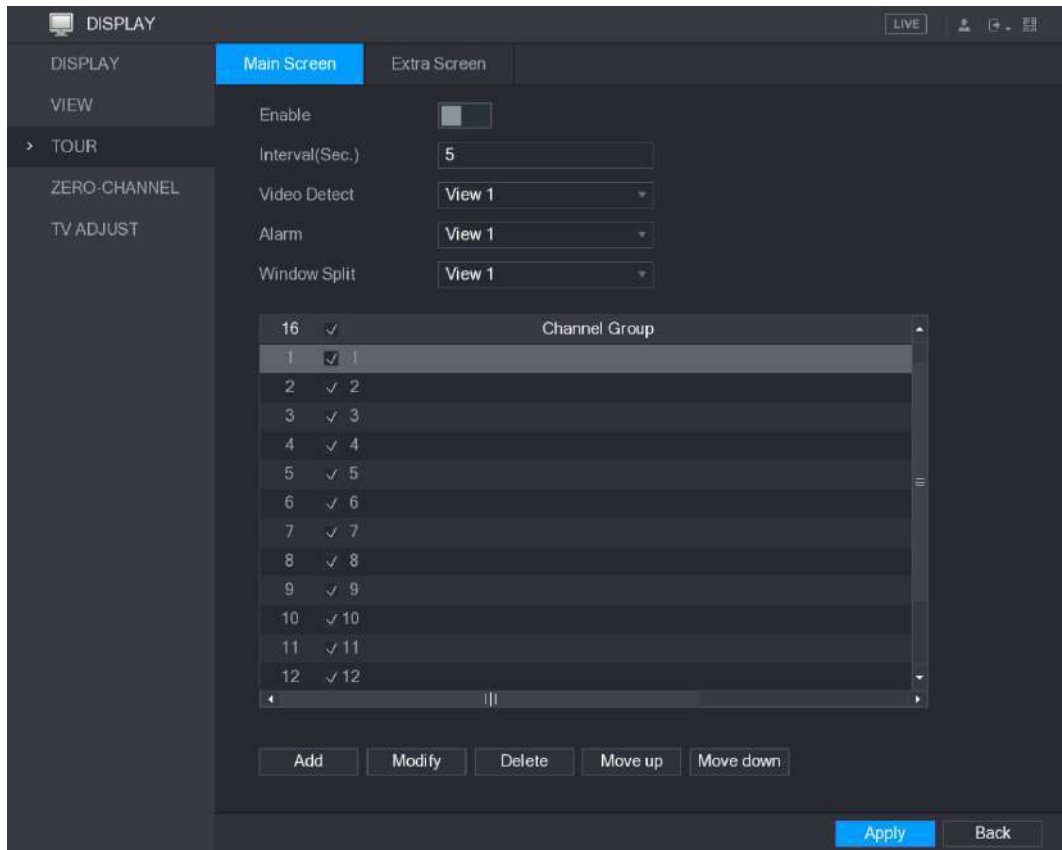 DISPLAY
LIVE
DISPLAY
VIEW
TOUR
ZERO-CHANNEL
TV ADJUST
Main Screen Extra Screen
Enable
Interval(Sec.) 5
Video Detect View 1
Alarm View 1
Window Split View 1
16 Channel Group
1 1
2 2
3 3
4 4
5 5
6 6
7 7
8 8
9 9
10 10
11 11
12 12
Add Modify Delete Move up Move down
Apply Back